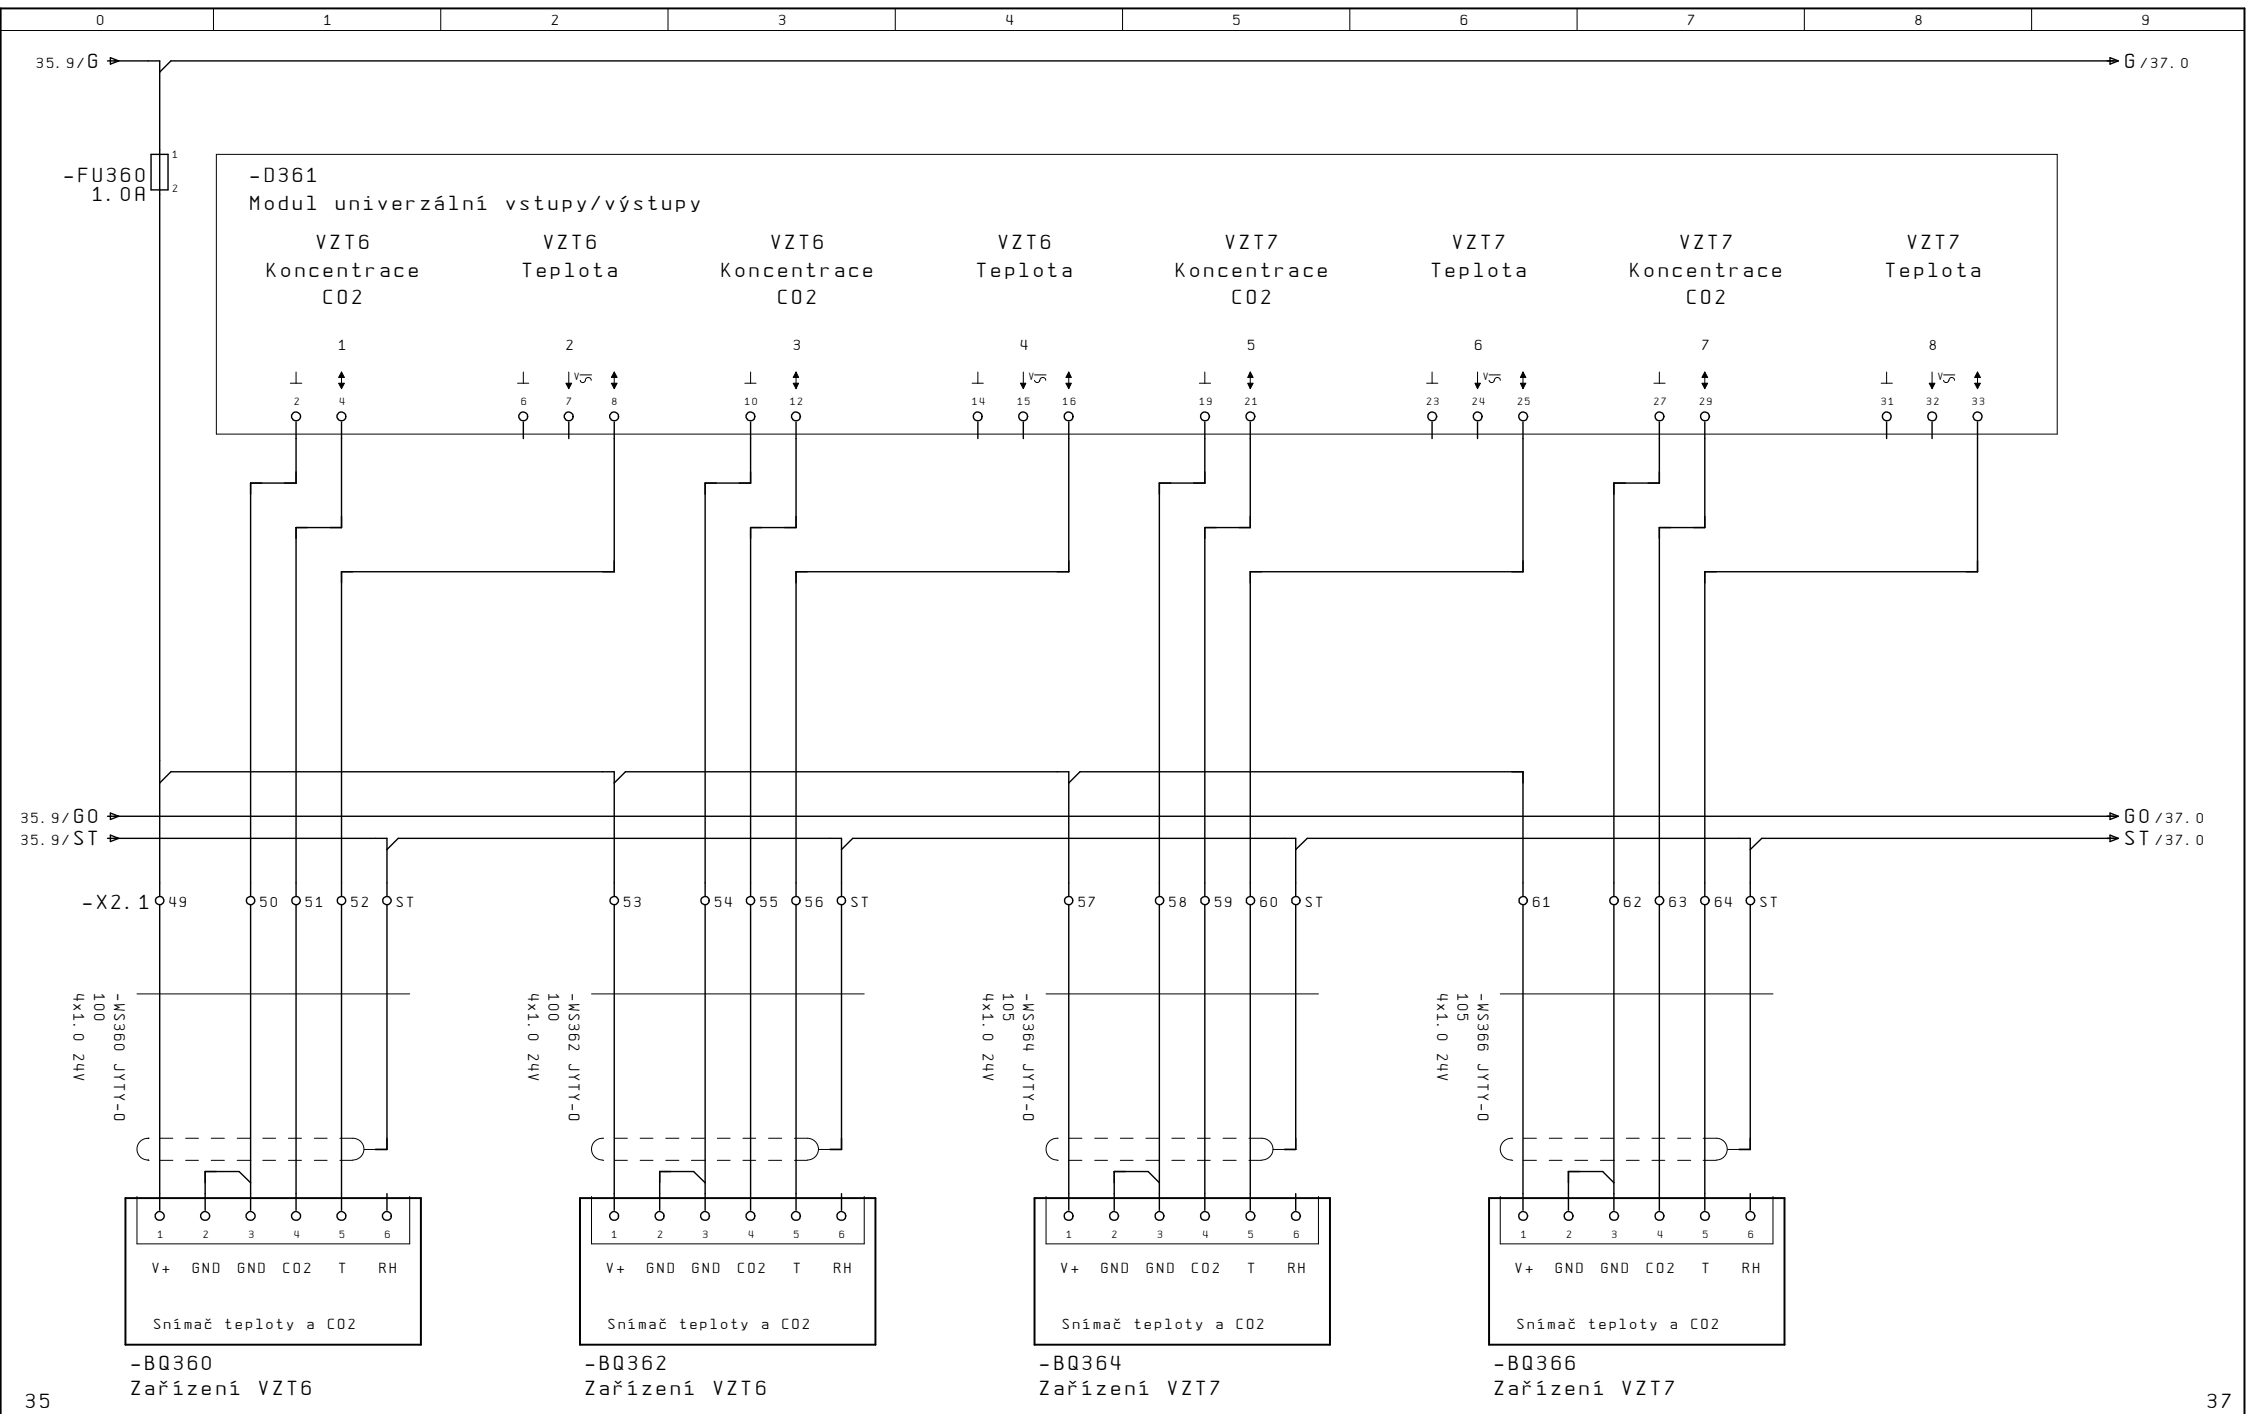 0 1 2 3 4 5 6 7 8 9
35.9/G G/37.0
-FU360 1
1.0A 2
-D361
Modul univerzální vstupy/výstupy
VZT6 VZT6 VZT6 VZT6 VZT7 VZT7 VZT7 VZT7
Koncentrace Teplota Koncentrace Teplota Koncentrace Teplota Koncentrace Teplota
CO2 CO2 CO2 CO2
1 2 3 4 5 6 7 8
2 4 6 7 8 10 12 14 15 16 19 21 23 24 25 27 29 31 32 33
35.9/G0 G0/37.0
35.9/ST ST/37.0
-X2.1 49 50 51 52 ST 53 54 55 56 ST 57 58 59 60 ST 61 62 63 64 ST
-WS360 JYTY-O
100
4x1.0 24V
-WS362 JYTY-O
100
4x1.0 24V
-WS364 JYTY-O
105
4x1.0 24V
-WS366 JYTY-O
105
4x1.0 24V
1 2 3 4 5 6 1 2 3 4 5 6 1 2 3 4 5 6 1 2 3 4 5 6
V+ GND GND CO2 T RH V+ GND GND CO2 T RH V+ GND GND CO2 T RH V+ GND GND CO2 T RH
Snímač teploty a CO2 Snímač teploty a CO2 Snímač teploty a CO2 Snímač teploty a CO2
-BQ360 -BQ362 -BQ364 -BQ366
Zařízení VZT6 Zařízení VZT6 Zařízení VZT7 Zařízení VZT7
35 37